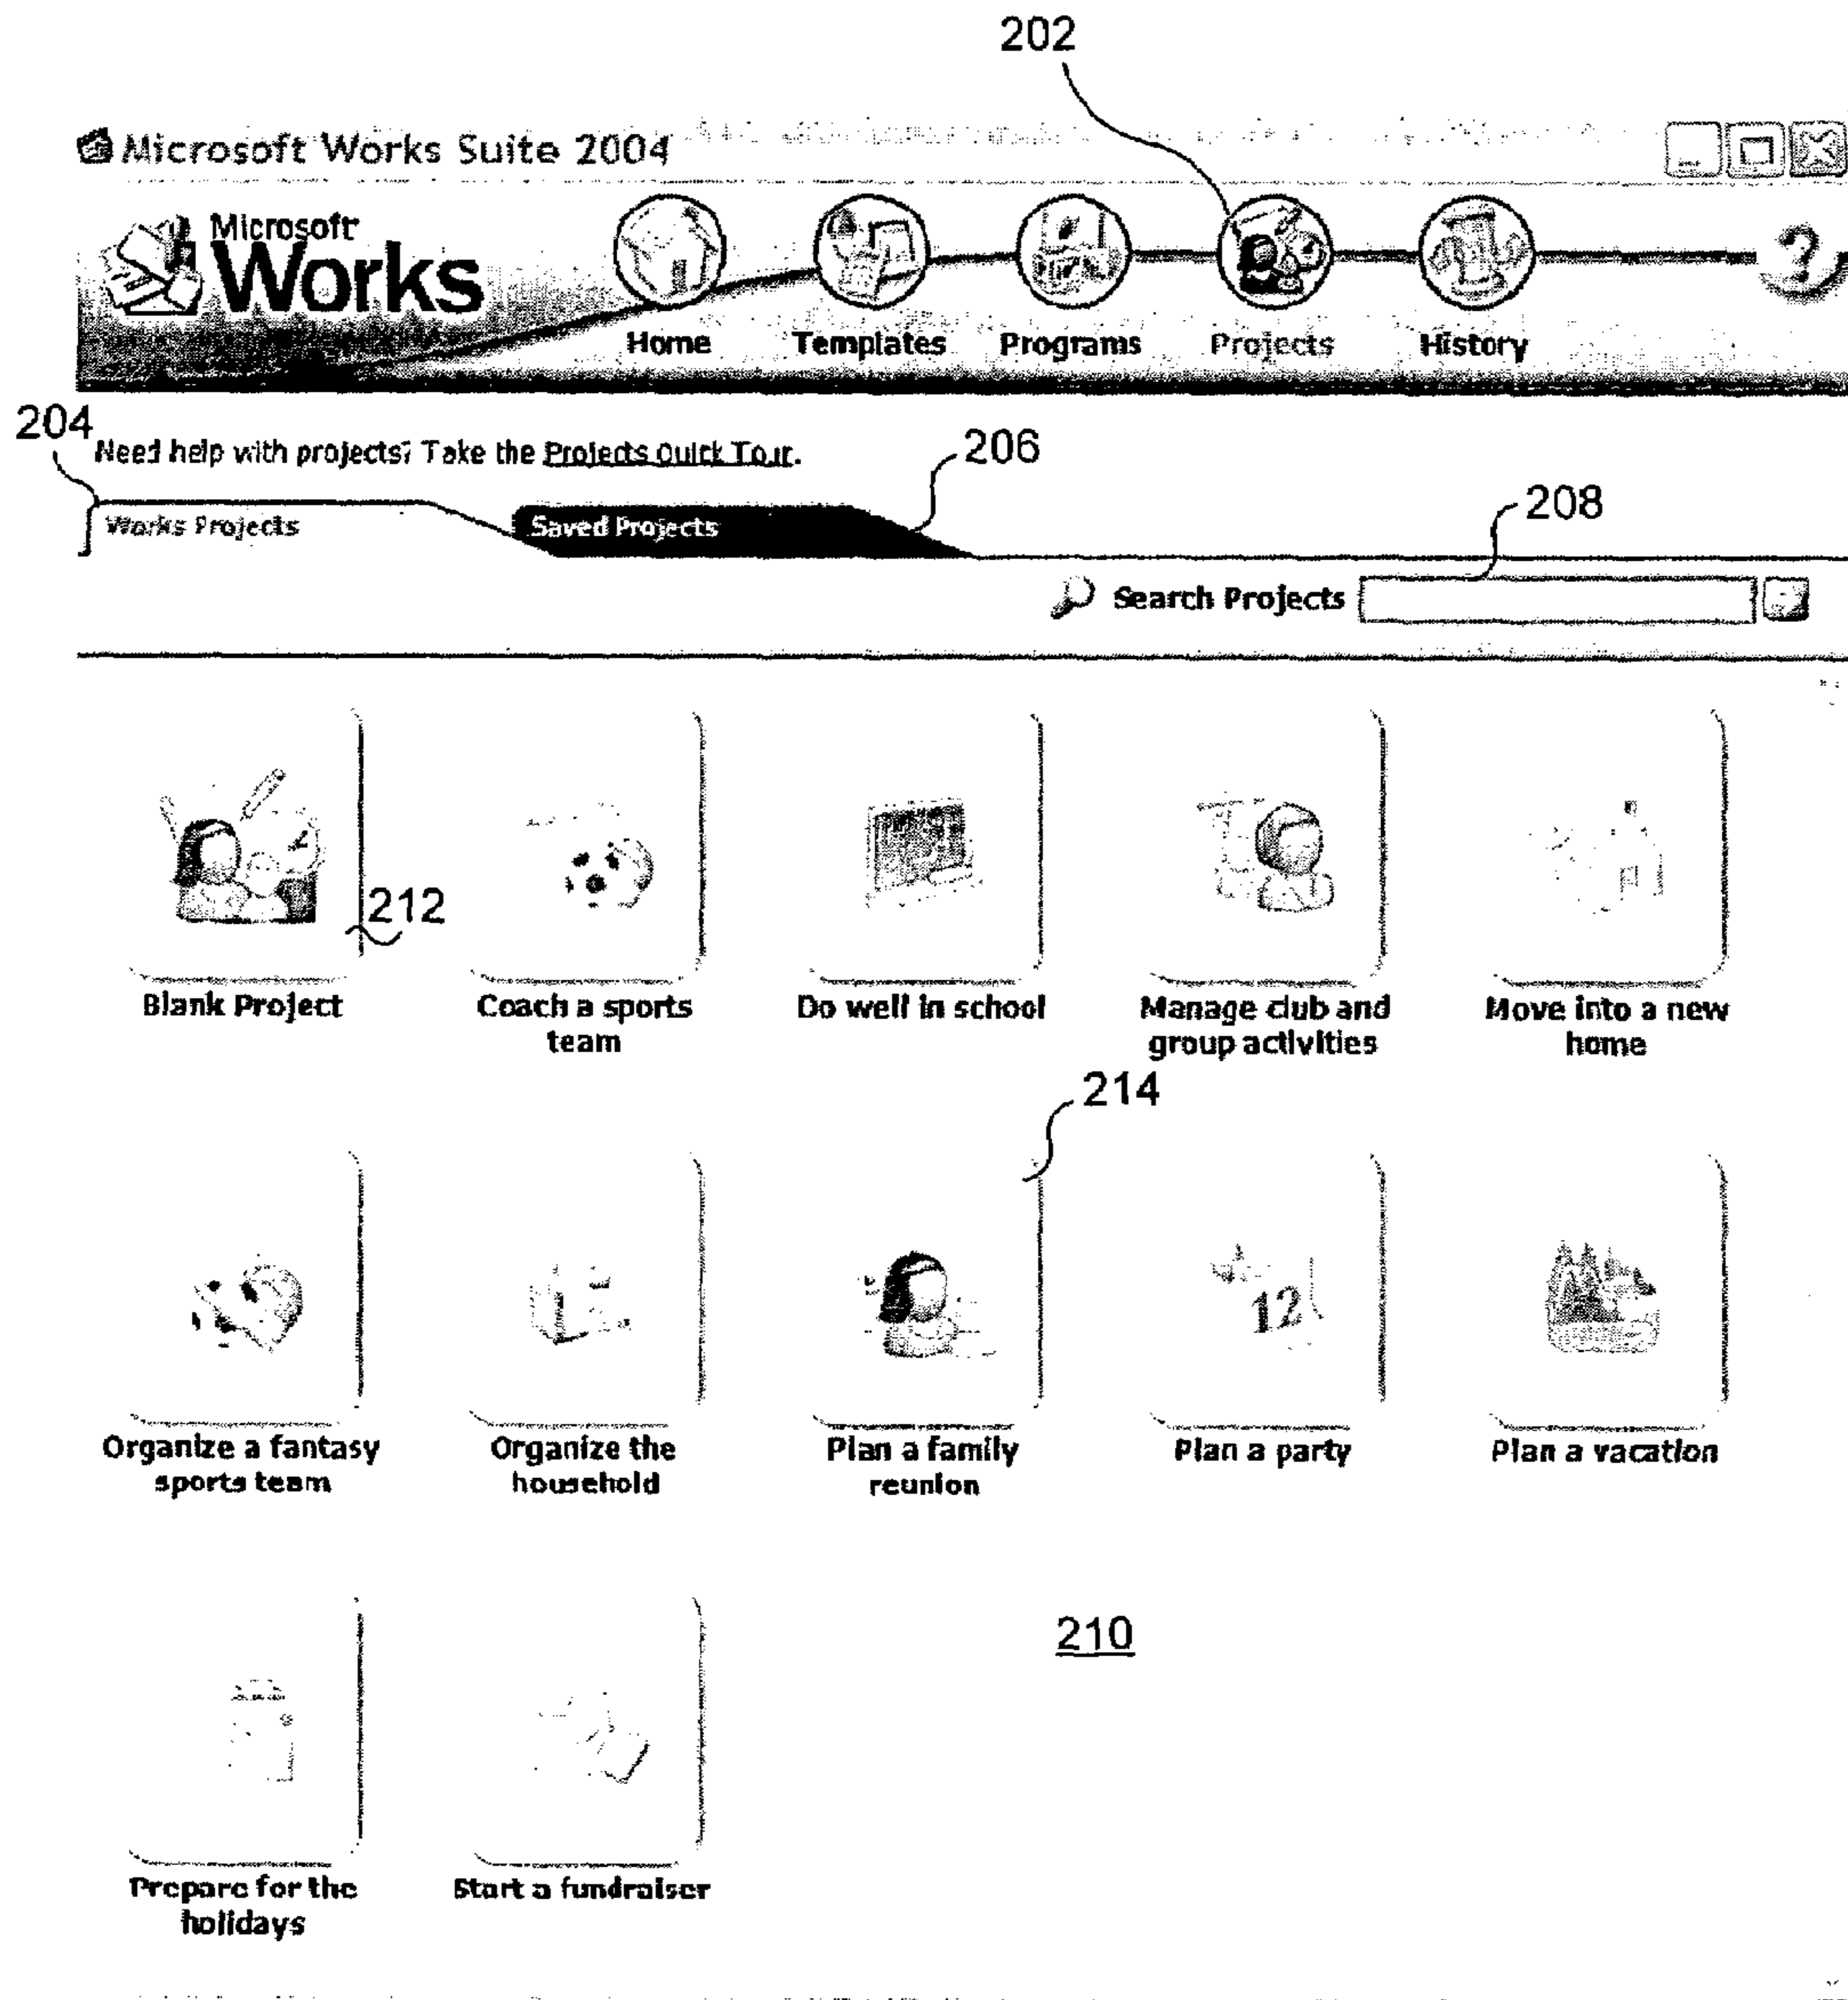 202
Microsoft Works Suite 2004
Microsoft
Works
Home Templates Programs Projects History ?
204
Need help with projects? Take the Projects Quick Tour.
206
Works Projects Saved Projects
208
Search Projects
212
Blank Project
Coach a sports
team
Do well in school
Manage club and
group activities
Move into a new
home
214
12
Organize a fantasy
sports team
Organize the
household
Plan a family
reunion
Plan a party
Plan a vacation
210
Prepare for the
holidays
Start a fundraiser